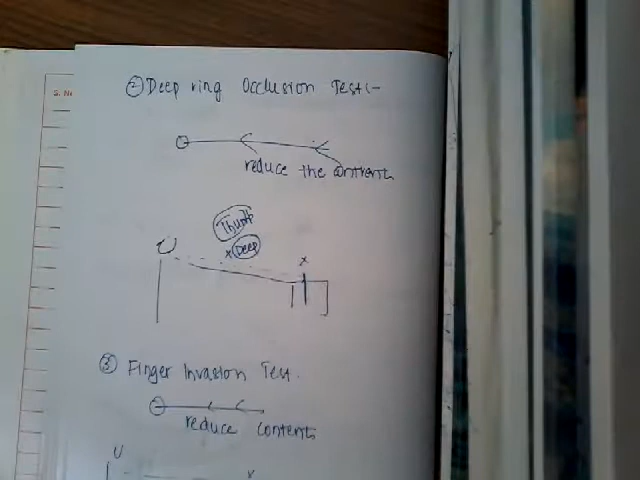 S. No
② Deep ring Occlusion Test:-
reduce the contents
Thumb
x Deep
x
③ Finger Invasion Test.
reduce contents
U
x